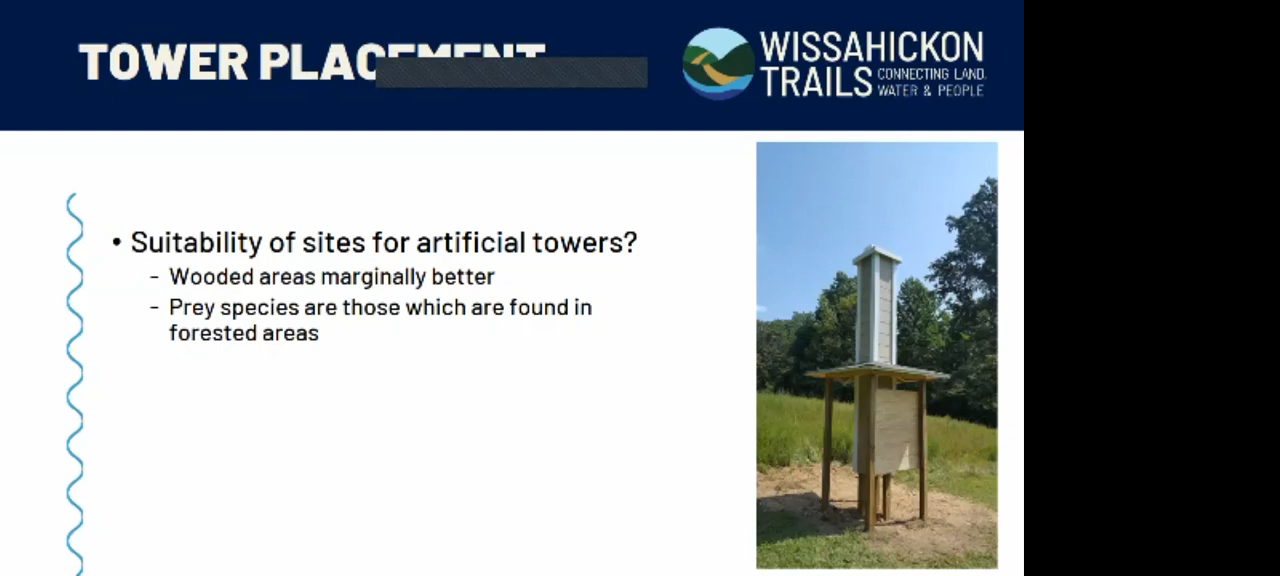 TOWER PLACEMENT
WISSAHICKON
TRAILS
CONNECTING LAND,
WATER & PEOPLE
• Suitability of sites for artificial towers?
- Wooded areas marginally better
- Prey species are those which are found in
forested areas